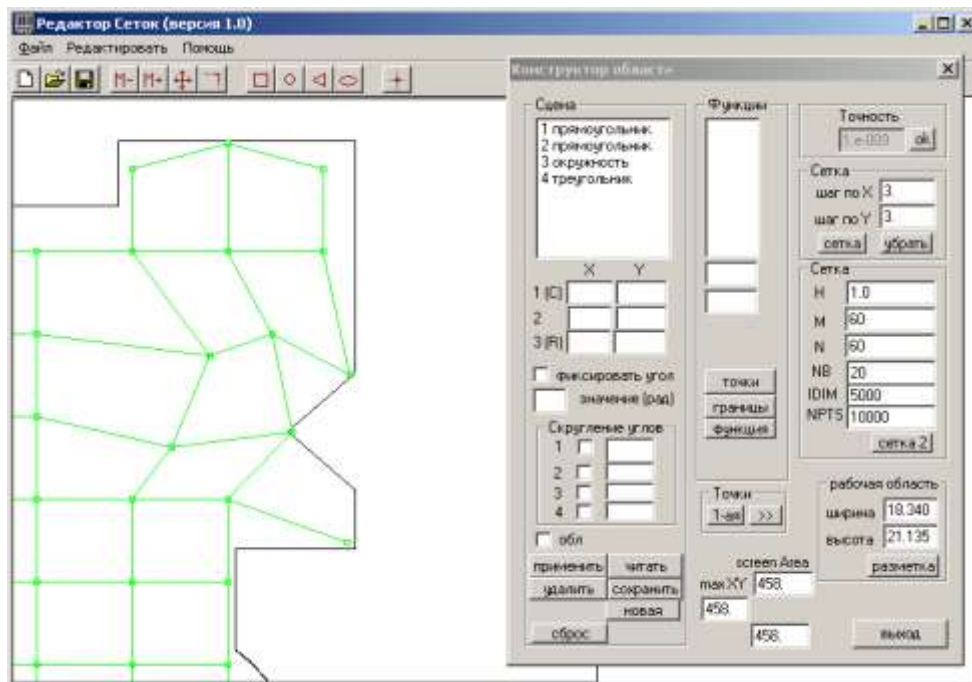 Редактор Сеток (версия 1.0)
Файл Редактировать Помощь
М- М+
Конструктор области
Сцена
1 прямоугольник
2 прямоугольник
3 окружность
4 треугольник
X Y
1 (C)
2
3 (R)
фиксировать угол
значение (рад)
Скругление углов
1
2
3
4
обл
применить читать
удалить сохранить
новая
сброс
Функции
точки
границы
функция
Точки
1-ая >>
screen Area
max XY 458.
458.
458.
Точность
1.e-009 ok
Сетка
шаг по X 3.
шаг по Y 3.
сетка убрать
Сетка
H 1.0
M 60
N 60
NB 20
IDIM 5000
NPTS 10000
сетка 2
рабочая область
ширина 18.340
высота 21.135
разметка
выход